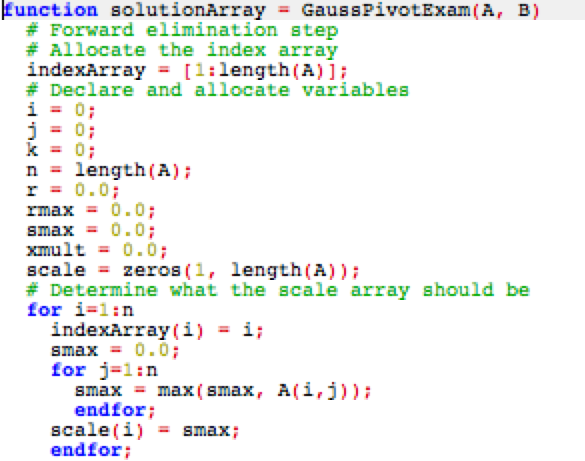 function solutionArray = GaussPivotExam(A, B)
# Forward elimination step
# Allocate the index array
indexArray = [1:length(A)];
# Declare and allocate variables
i = 0;
j = 0;
k = 0;
n = length(A);
r = 0.0;
rmax = 0.0;
smax = 0.0;
xmult = 0.0;
scale = zeros(1, length(A));
# Determine what the scale array should be
for i=1:n
indexArray(i) = i;
smax = 0.0;
for j=1:n
smax = max(smax, A(i,j));
endfor;
scale(i) = smax;
endfor;